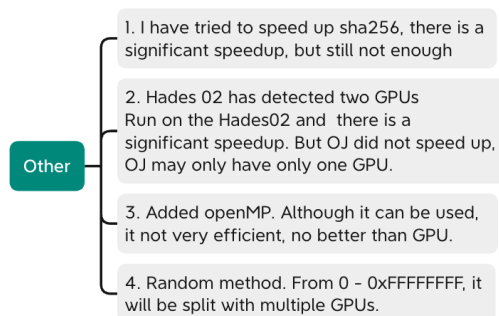 1. I have tried to speed up sha256, there is a
significant speedup, but still not enough
2. Hades 02 has detected two GPUs
Run on the Hades02 and there is a
significant speedup. But OJ did not speed up,
OJ may only have only one GPU.
Other
3. Added openMP. Although it can be used,
it not very efficient, no better than GPU.
4. Random method. From 0 - 0xFFFFFFFF, it
will be split with multiple GPUs.